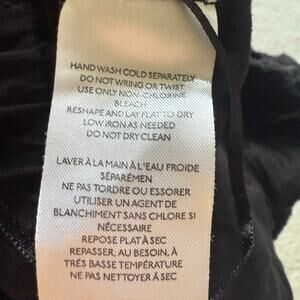 HAND WASH COLD SEPARATELY
DO NOT WRING OR TWIST
USE ONLY NON-CHLORINE
BLEACH
RESHAPE AND LAY FLAT TO DRY
LOW IRON AS NEEDED
DO NOT DRY CLEAN
LAVER À LA MAIN À L'EAU FROIDE
SÉPARÉMEN
NE PAS TORDRE OU ESSORER
UTILISER UN AGENT DE
BLANCHIMENT SANS CHLORE SI
NÉCESSAIRE
REPOSE PLAT À SEC
REPASSER, AU BESOIN, À
TRÉS BASSE TEMPÉRATURE
NE PAS NETTOYER À SEC